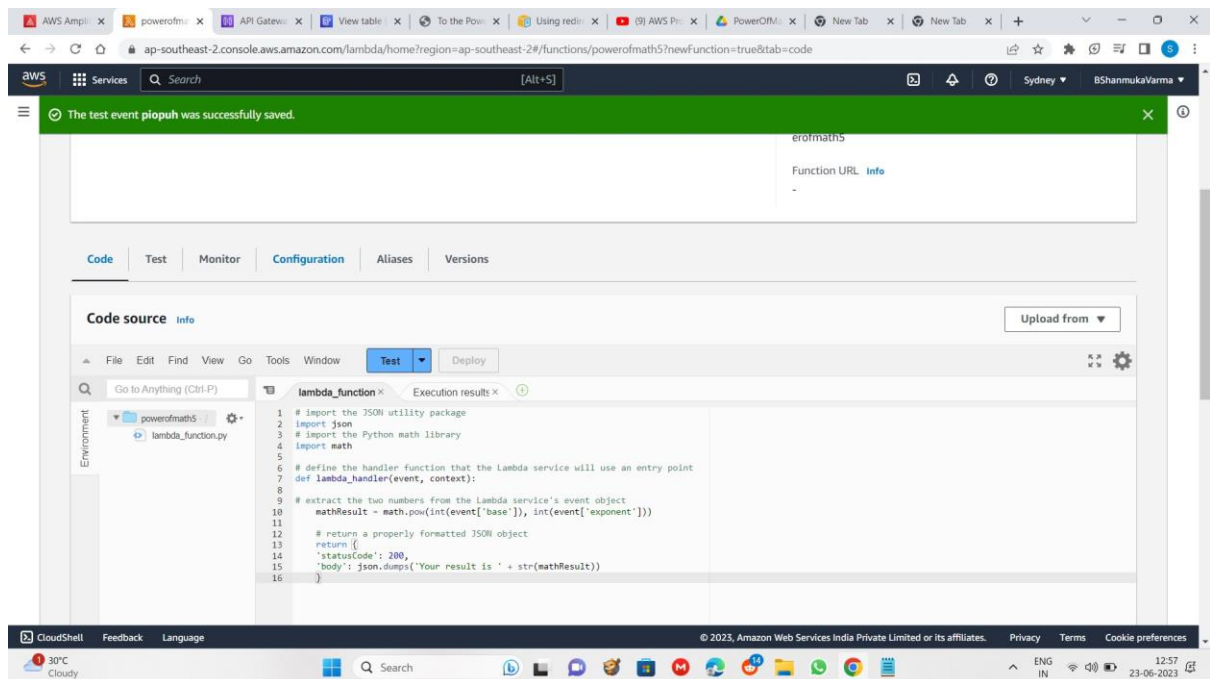 AWS Ampli
powerofma
API Gatewa
View table
To the Pow
Using redir
(9) AWS Pro
PowerOfMa
New Tab
New Tab
ap-southeast-2.console.aws.amazon.com/lambda/home?region=ap-southeast-2#/functions/powerofmath5?newFunction=true&tab=code
S
aws Services Search [Alt+S] Sydney BShanmukaVarma
The test event piopuh was successfully saved.
erofmath5
Function URL Info
-
Code Test Monitor Configuration Aliases Versions
Code source Info Upload from
File Edit Find View Go Tools Window Test Deploy
Go to Anything (Ctrl-P) lambda_function Execution results
Environment
powerofmath5 /
lambda_function.py
1 # import the JSON utility package
2 import json
3 # import the Python math library
4 import math
5
6 # define the handler function that the Lambda service will use an entry point
7 def lambda_handler(event, context):
8
9 # extract the two numbers from the Lambda service's event object
10 mathResult = math.pow(int(event['base']), int(event['exponent']))
11
12 # return a properly formatted JSON object
13 return {
14 'statusCode': 200,
15 'body': json.dumps('Your result is ' + str(mathResult))
16 }
CloudShell Feedback Language © 2023, Amazon Web Services India Private Limited or its affiliates. Privacy Terms Cookie preferences
1 30°C Search ENG 12:57
Cloudy IN 23-06-2023